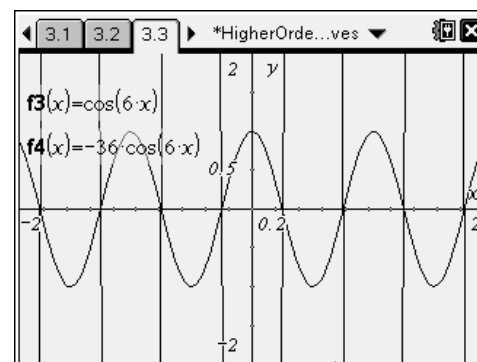 3.1 3.2 3.3 *HigherOrde...ves
2 y
f3(x)=cos(6·x)
f4(x)=-36·cos(6·x)
0.5
x
-2 0.2 2
-2